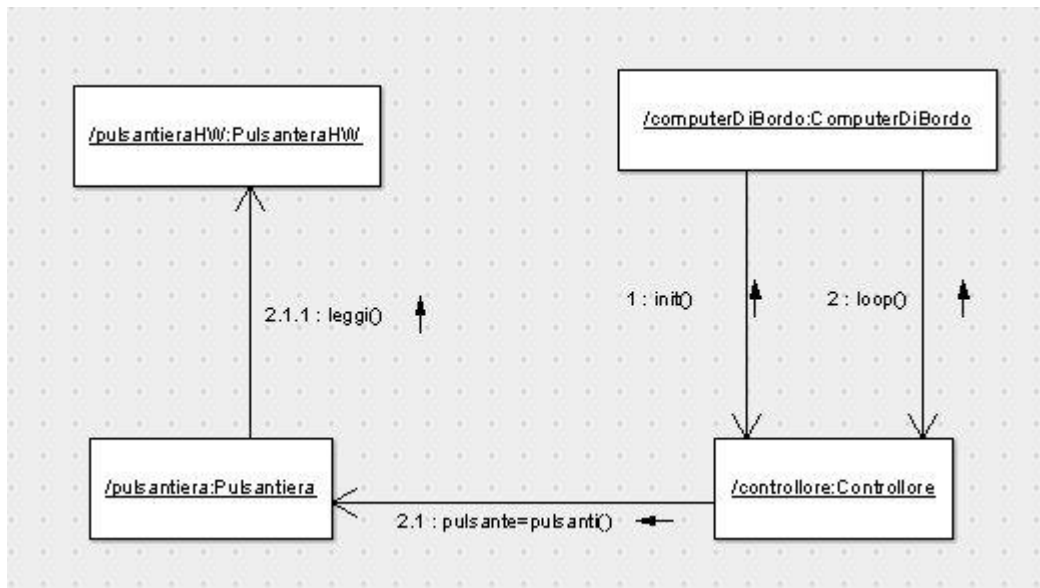 /pulsantieraHW:PulsanteraHW
/computerDiBordo:ComputerDiBordo
1 : init()
2 : loop()
2.1.1 : leggi()
/pulsantiera:Pulsantiera
/controllore:Controllore
2.1 : pulsante=pulsanti()